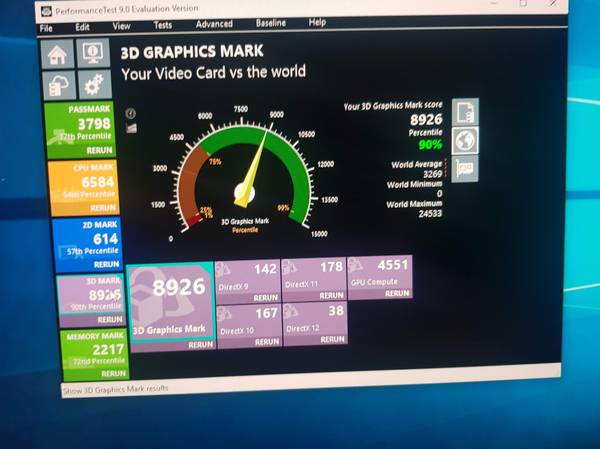 PerformanceTest 9.0 Evaluation Version
File Edit View Tests Advanced Baseline Help
3D GRAPHICS MARK
Your Video Card vs the world
PASSMARK
3798
77th Percentile
RERUN
CPU MARK
6584
RERUN
2D MARK
614
57th Percentile
RERUN
3D MARK
8926
90th Percentile
RERUN
MEMORY MARK
2217
72nd Percentile
RERUN
0
1500
3000
4500
6000
7500
9000
10500
12000
13500
15000
1%
25%
75%
99%
3D Graphics Mark
Percentile
Your 3D Graphics Mark score
8926
Percentile
90%
World Average
3269
World Minimum
0
World Maximum
24533
8926
3D Graphics Mark
RERUN
142
DirectX 9
RERUN
178
DirectX 11
RERUN
4551
GPU Compute
RERUN
167
DirectX 10
RERUN
38
DirectX 12
RERUN
Show 3D Graphics Mark results